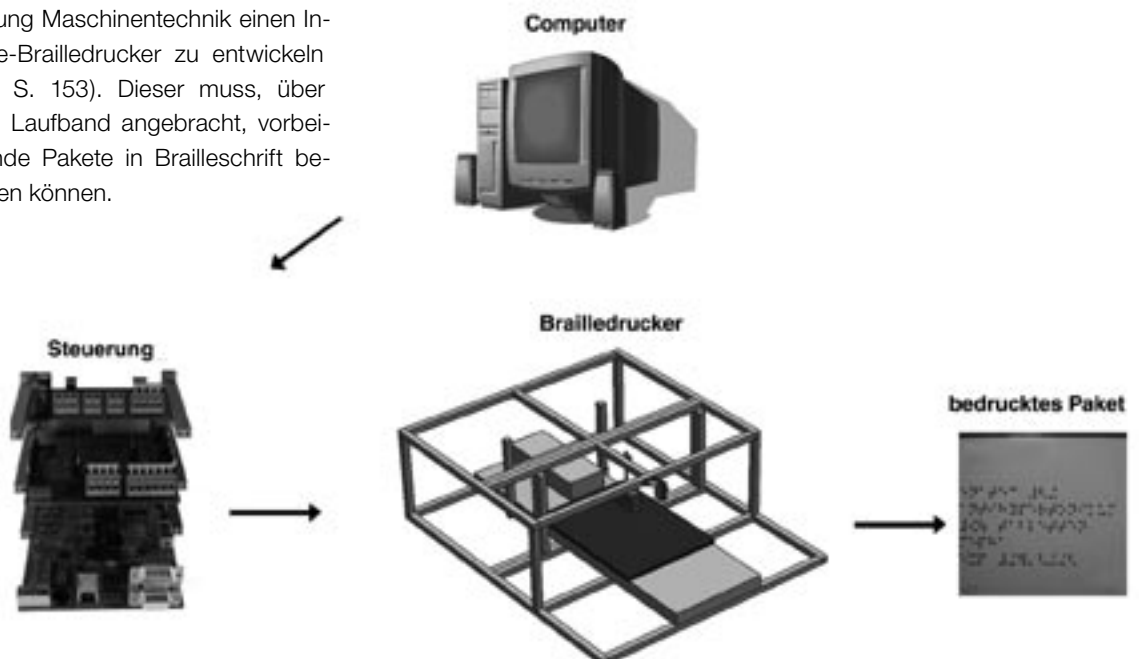 ung Maschinentechnik einen In-
e-Brailledrucker zu entwickeln
S. 153). Dieser muss, über
Laufband angebracht, vorbei-
nde Pakete in Brailleschrift be-
en können.
Computer
Steuerung
Brailledrucker
bedrucktes Paket